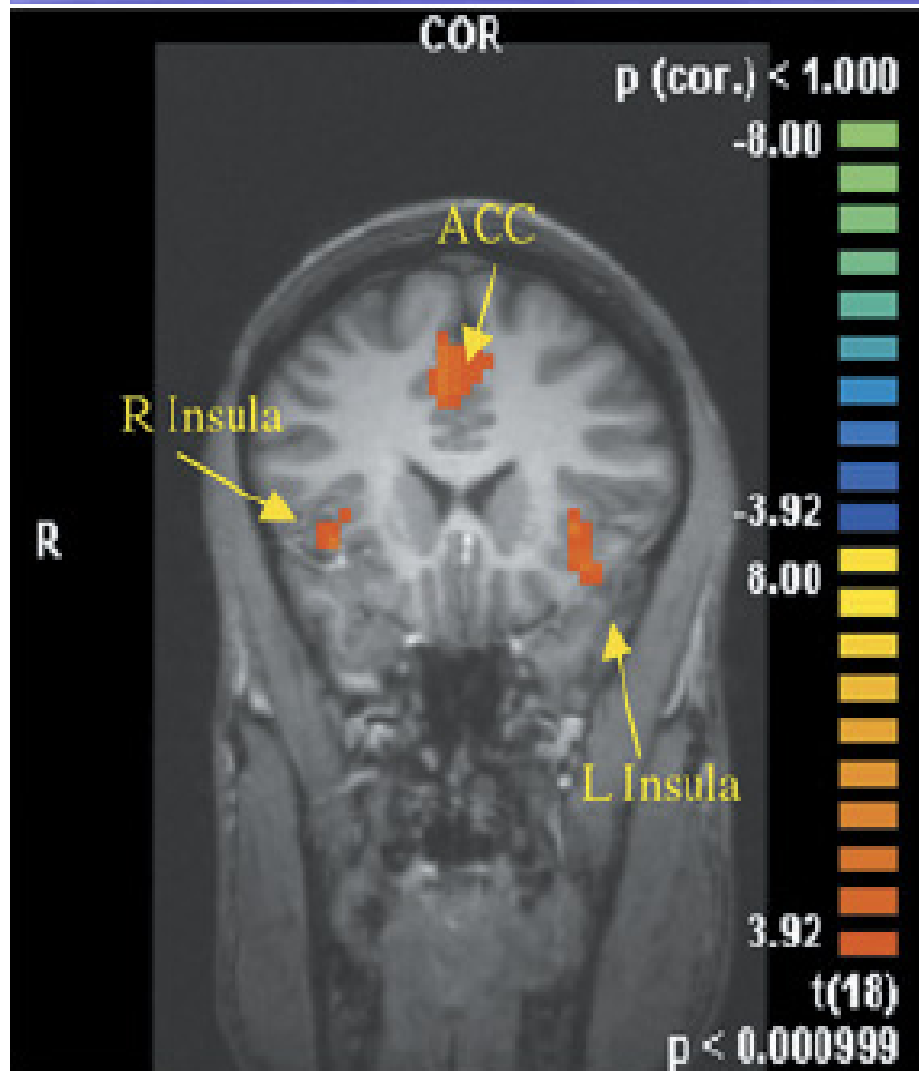 COR
p (cor.) < 1.000
-8.00
ACC
R Insula
R
-3.92
8.00
L Insula
3.92
t(18)
p < 0.000999